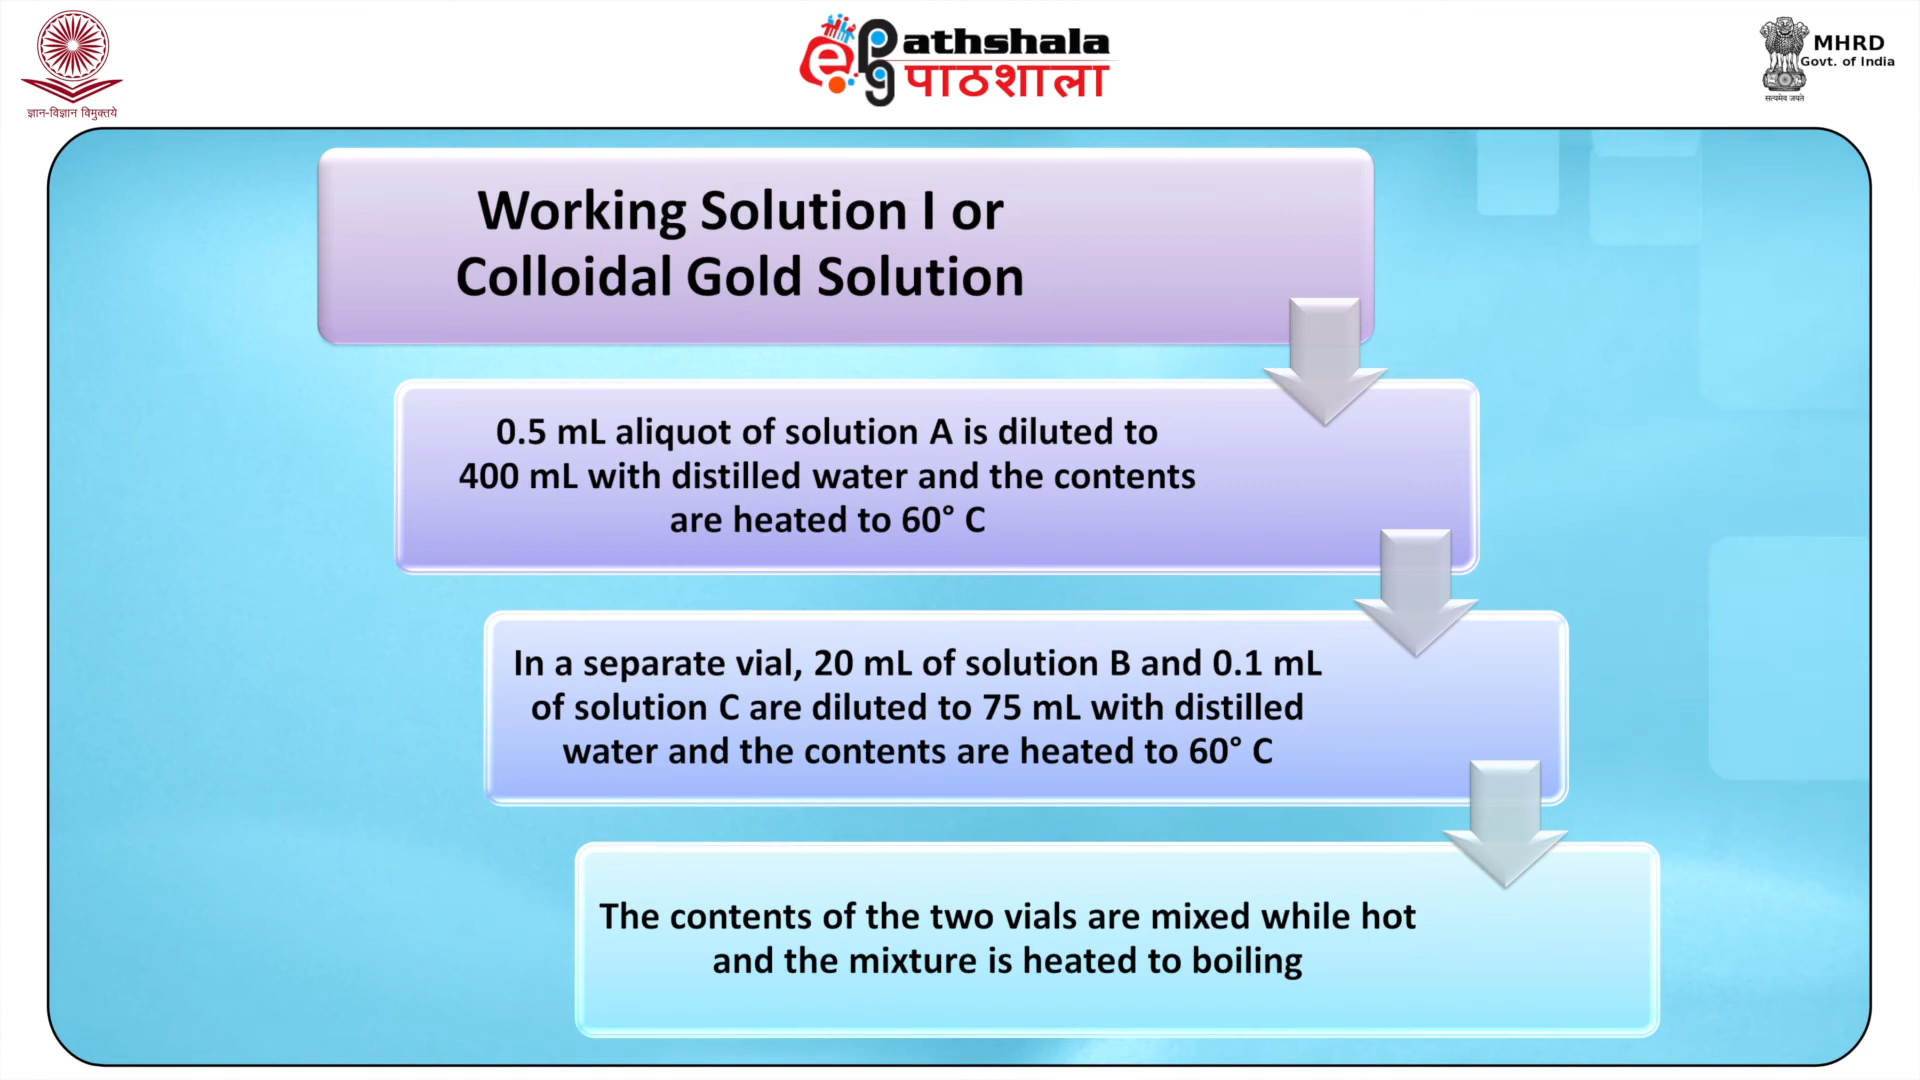 ज्ञान-विज्ञान विमुक्तये
ePG athshala
पाठशाला
MHRD
Govt. of India
सत्यमेव जयते
Working Solution I or
Colloidal Gold Solution
0.5 mL aliquot of solution A is diluted to
400 mL with distilled water and the contents
are heated to 60° C
In a separate vial, 20 mL of solution B and 0.1 mL
of solution C are diluted to 75 mL with distilled
water and the contents are heated to 60° C
The contents of the two vials are mixed while hot
and the mixture is heated to boiling